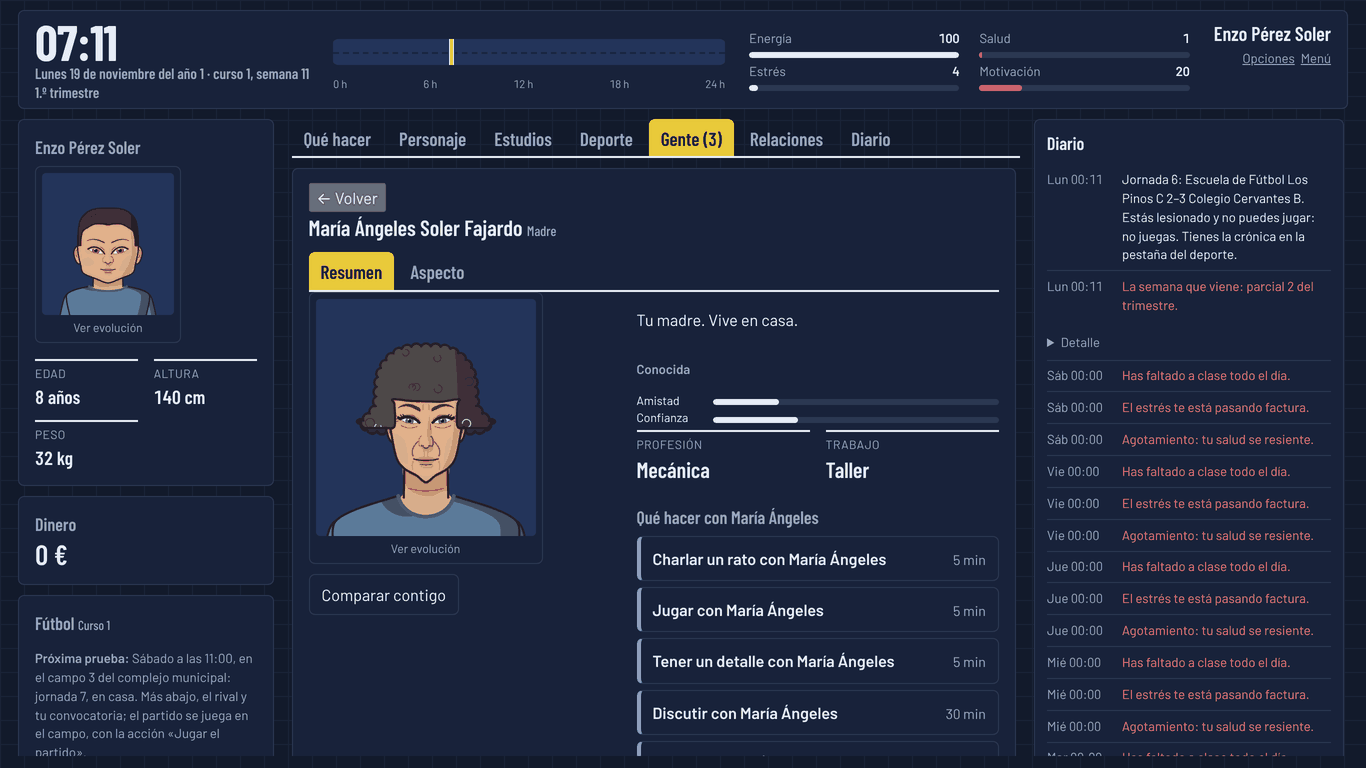 07:11
Lunes 19 de noviembre del año 1 · curso 1, semana 11
1.º trimestre
0 h
6 h
12 h
18 h
24 h
Energía 100
Estrés 4
Salud 1
Motivación 20
Enzo Pérez Soler
Opciones Menú
Enzo Pérez Soler
Ver evolución
EDAD
8 años
ALTURA
140 cm
PESO
32 kg
Dinero
0 €
Fútbol Curso 1
Próxima prueba: Sábado a las 11:00, en
el campo 3 del complejo municipal:
jornada 7, en casa. Más abajo, el rival y
tu convocatoria; el partido se juega en
el campo, con la acción «Jugar el
partido».
Qué hacer
Personaje
Estudios
Deporte
Gente (3)
Relaciones
Diario
← Volver
María Ángeles Soler Fajardo Madre
Resumen
Aspecto
Ver evolución
Comparar contigo
Tu madre. Vive en casa.
Conocida
Amistad
Confianza
PROFESIÓN
Mecánica
TRABAJO
Taller
Qué hacer con María Ángeles
Charlar un rato con María Ángeles 5 min
Jugar con María Ángeles 5 min
Tener un detalle con María Ángeles 5 min
Discutir con María Ángeles 30 min
Diario
Lun 00:11 Jornada 6: Escuela de Fútbol Los
Pinos C 2-3 Colegio Cervantes B.
Estás lesionado y no puedes jugar:
no juegas. Tienes la crónica en la
pestaña del deporte.
Lun 00:11 La semana que viene: parcial 2 del
trimestre.
▶ Detalle
Sáb 00:00 Has faltado a clase todo el día.
Sáb 00:00 El estrés te está pasando factura.
Sáb 00:00 Agotamiento: tu salud se resiente.
Vie 00:00 Has faltado a clase todo el día.
Vie 00:00 El estrés te está pasando factura.
Vie 00:00 Agotamiento: tu salud se resiente.
Jue 00:00 Has faltado a clase todo el día.
Jue 00:00 El estrés te está pasando factura.
Jue 00:00 Agotamiento: tu salud se resiente.
Mié 00:00 Has faltado a clase todo el día.
Mié 00:00 El estrés te está pasando factura.
Mié 00:00 Agotamiento: tu salud se resiente.
Mar 00:00 Has faltado a clase todo el día.